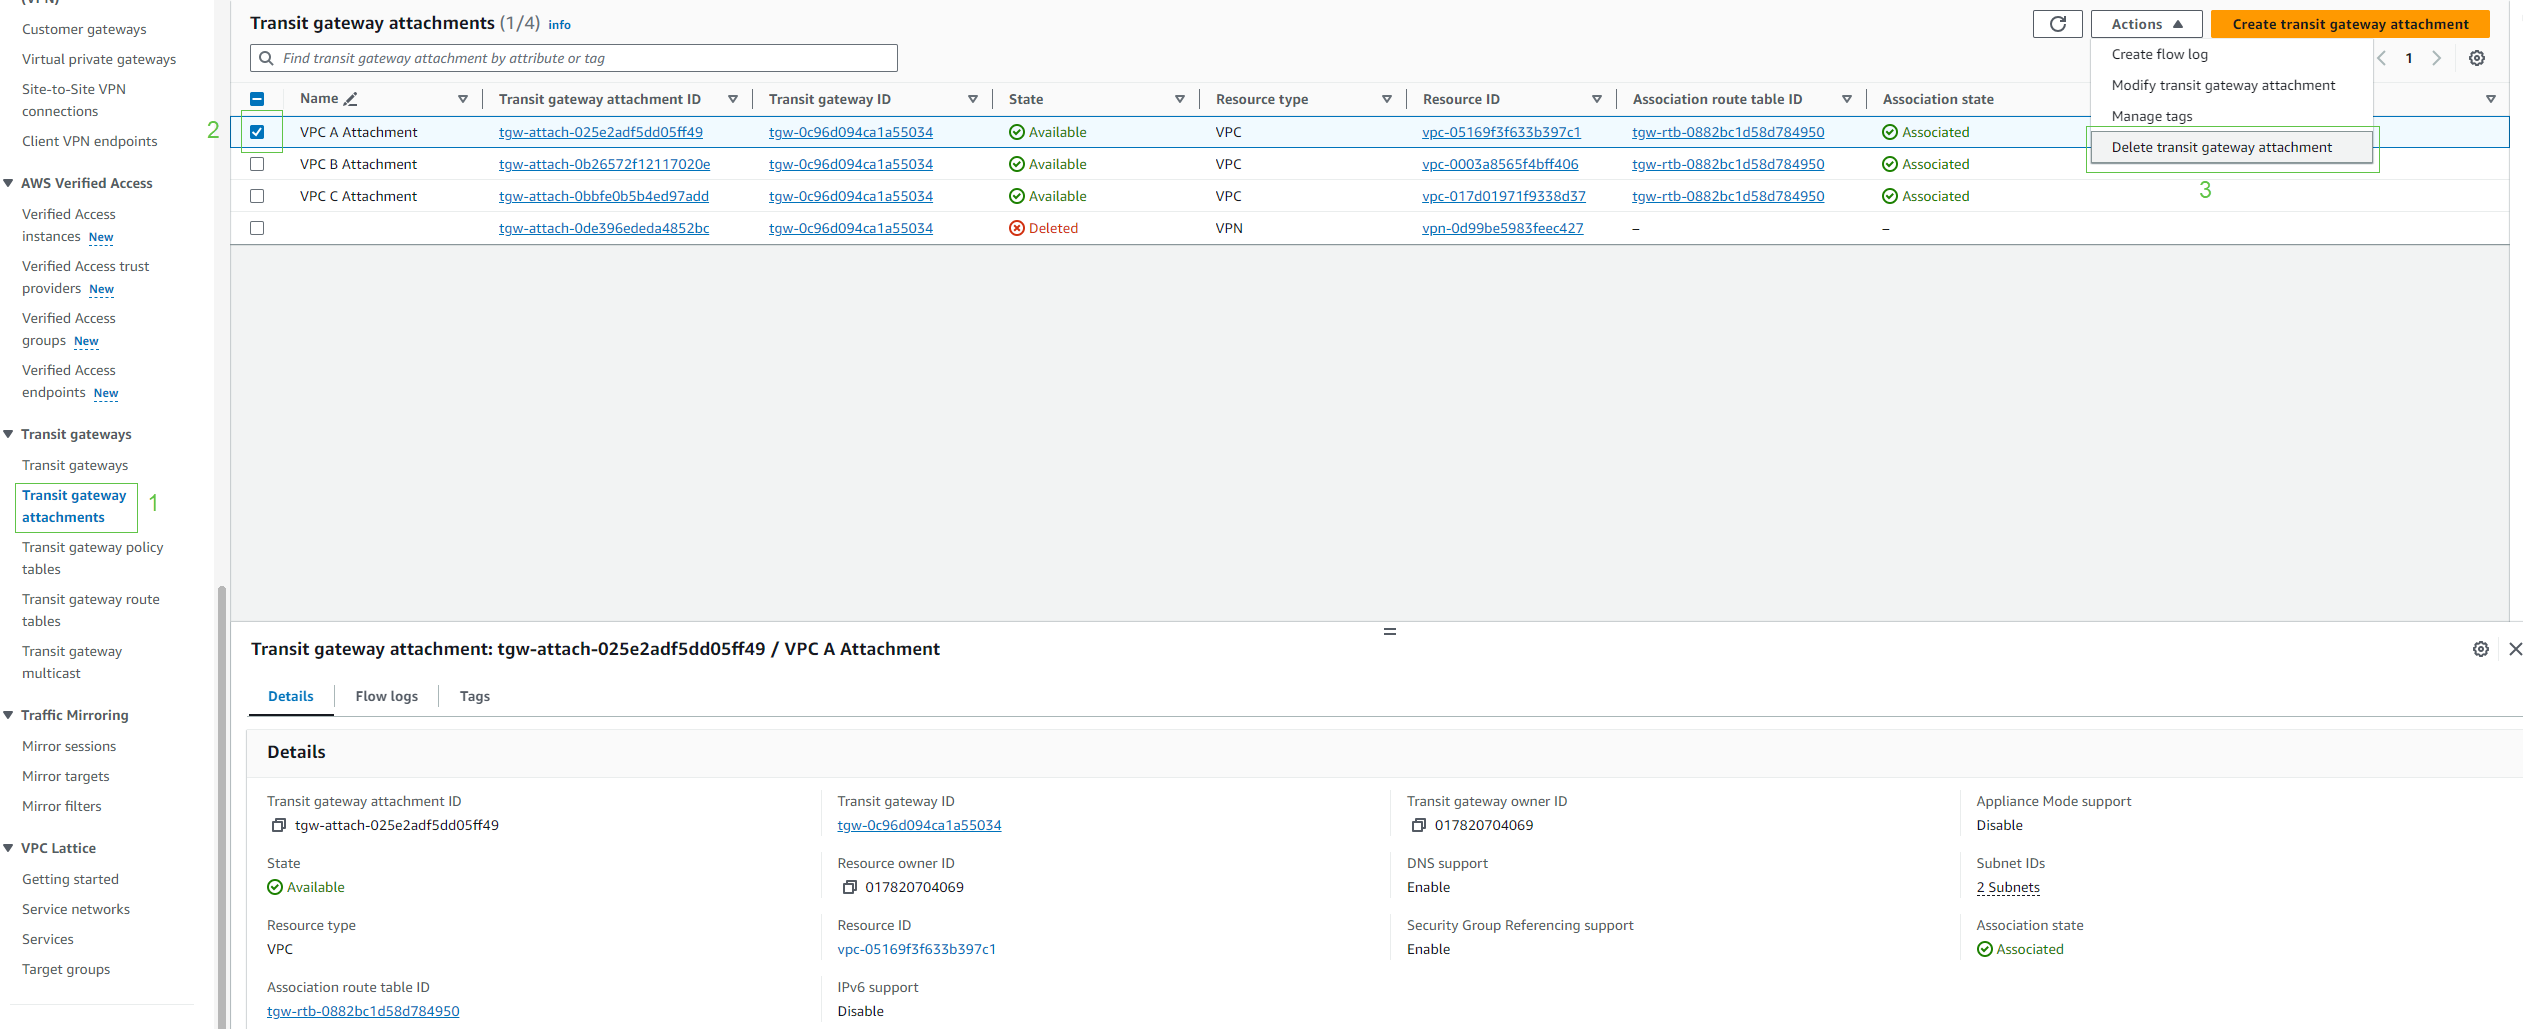 (VPN)
Customer gateways
Virtual private gateways
Site-to-Site VPN
connections
Client VPN endpoints
AWS Verified Access
Verified Access
instances New
Verified Access trust
providers New
Verified Access
groups New
Verified Access
endpoints New
Transit gateways
Transit gateways
Transit gateway
attachments
1
Transit gateway policy
tables
Transit gateway route
tables
Transit gateway
multicast
Traffic Mirroring
Mirror sessions
Mirror targets
Mirror filters
VPC Lattice
Getting started
Service networks
Services
Target groups
Transit gateway attachments (1/4) info
Actions
Create transit gateway attachment
Find transit gateway attachment by attribute or tag
1
Create flow log
Modify transit gateway attachment
Manage tags
Delete transit gateway attachment
3
Name Transit gateway attachment ID Transit gateway ID State Resource type Resource ID Association route table ID Association state
2
VPC A Attachment tgw-attach-025e2adf5dd05ff49 tgw-0c96d094ca1a55034 Available VPC vpc-05169f3f633b397c1 tgw-rtb-0882bc1d58d784950 Associated
VPC B Attachment tgw-attach-0b26572f12117020e tgw-0c96d094ca1a55034 Available VPC vpc-0003a8565f4bff406 tgw-rtb-0882bc1d58d784950 Associated
VPC C Attachment tgw-attach-0bbfe0b5b4ed97add tgw-0c96d094ca1a55034 Available VPC vpc-017d01971f9338d37 tgw-rtb-0882bc1d58d784950 Associated
tgw-attach-0de396ededa4852bc tgw-0c96d094ca1a55034 Deleted VPN vpn-0d99be5983feec427 – –
Transit gateway attachment: tgw-attach-025e2adf5dd05ff49 / VPC A Attachment
Details Flow logs Tags
Details
Transit gateway attachment ID
tgw-attach-025e2adf5dd05ff49
State
Available
Resource type
VPC
Association route table ID
tgw-rtb-0882bc1d58d784950
Transit gateway ID
tgw-0c96d094ca1a55034
Resource owner ID
017820704069
Resource ID
vpc-05169f3f633b397c1
IPv6 support
Disable
Transit gateway owner ID
017820704069
DNS support
Enable
Security Group Referencing support
Enable
Appliance Mode support
Disable
Subnet IDs
2 Subnets
Association state
Associated